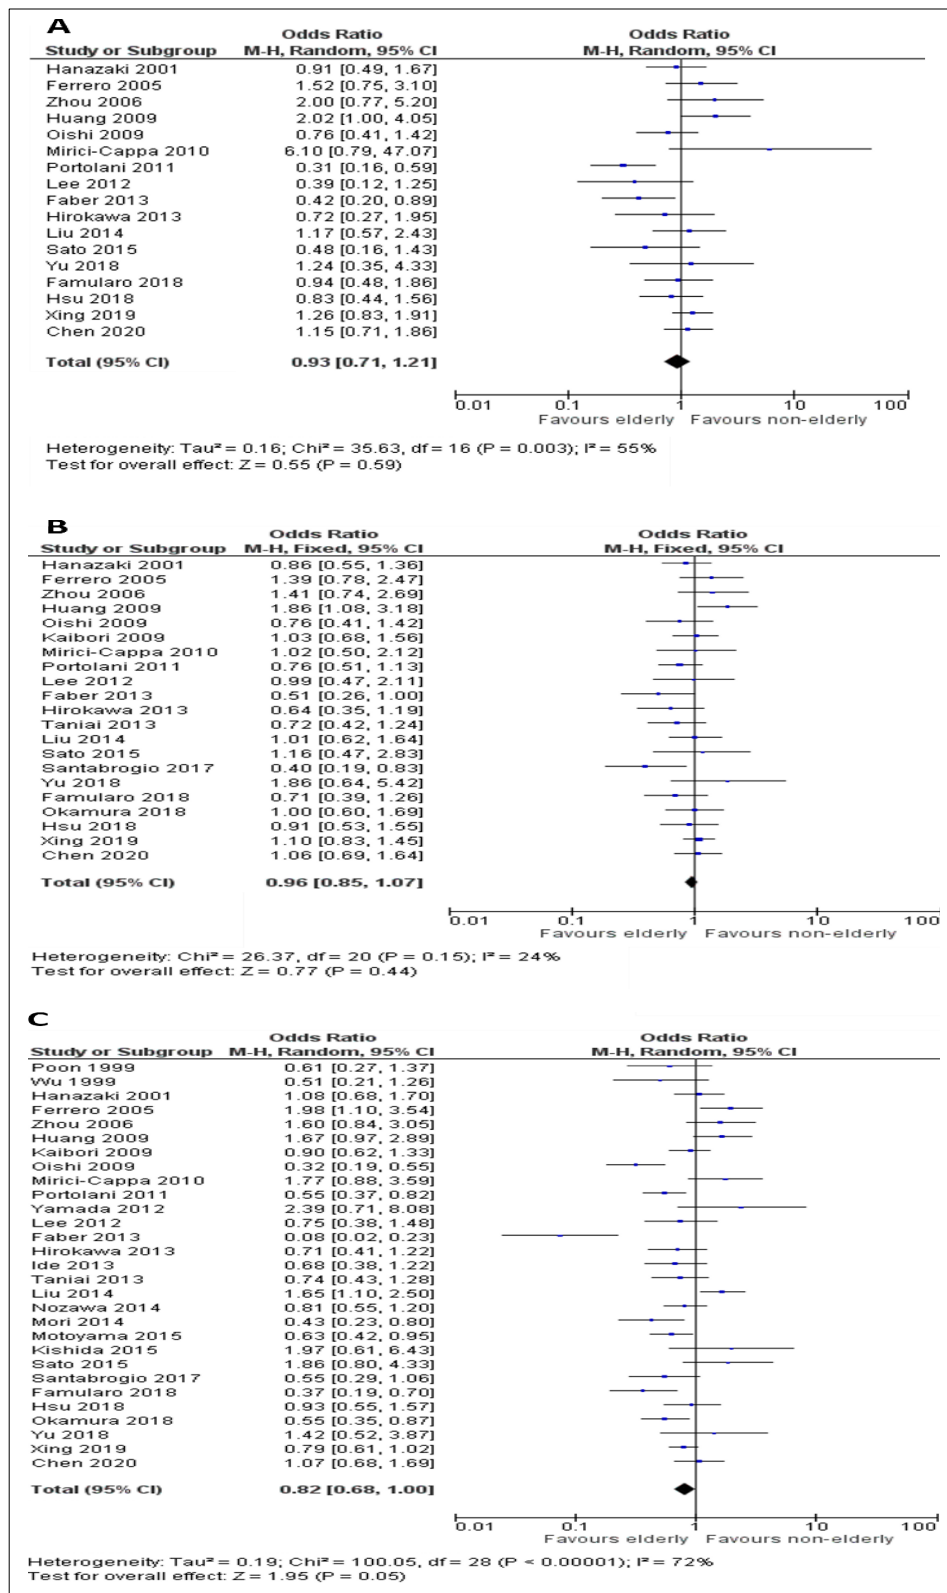 A
Odds Ratio Odds Ratio
Study or Subgroup M-H, Random, 95% CI M-H, Random, 95% CI
Hanazaki 2001 0.91 [0.49, 1.67]
Ferrero 2005 1.52 [0.75, 3.10]
Zhou 2006 2.00 [0.77, 5.20]
Huang 2009 2.02 [1.00, 4.05]
Oishi 2009 0.76 [0.41, 1.42]
Mirici-Cappa 2010 6.10 [0.79, 47.07]
Portolani 2011 0.31 [0.16, 0.59]
Lee 2012 0.39 [0.12, 1.25]
Faber 2013 0.42 [0.20, 0.89]
Hirokawa 2013 0.72 [0.27, 1.95]
Liu 2014 1.17 [0.57, 2.43]
Sato 2015 0.48 [0.16, 1.43]
Yu 2018 1.24 [0.35, 4.33]
Famularo 2018 0.94 [0.48, 1.86]
Hsu 2018 0.83 [0.44, 1.56]
Xing 2019 1.26 [0.83, 1.91]
Chen 2020 1.15 [0.71, 1.86]
Total (95% CI) 0.93 [0.71, 1.21]
0.01 0.1 1 10 100
Favours elderly Favours non-elderly
Heterogeneity: Tau² = 0.16; Chi² = 35.63, df = 16 (P = 0.003); I² = 55%
Test for overall effect: Z = 0.55 (P = 0.59)
B
Odds Ratio Odds Ratio
Study or Subgroup M-H, Fixed, 95% CI M-H, Fixed, 95% CI
Hanazaki 2001 0.86 [0.55, 1.36]
Ferrero 2005 1.39 [0.78, 2.47]
Zhou 2006 1.41 [0.74, 2.69]
Huang 2009 1.86 [1.08, 3.18]
Oishi 2009 0.76 [0.41, 1.42]
Kaibori 2009 1.03 [0.68, 1.56]
Mirici-Cappa 2010 1.02 [0.50, 2.12]
Portolani 2011 0.76 [0.51, 1.13]
Lee 2012 0.99 [0.47, 2.11]
Faber 2013 0.51 [0.26, 1.00]
Hirokawa 2013 0.64 [0.35, 1.19]
Taniai 2013 0.72 [0.42, 1.24]
Liu 2014 1.01 [0.62, 1.64]
Sato 2015 1.16 [0.47, 2.83]
Santabrogio 2017 0.40 [0.19, 0.83]
Yu 2018 1.86 [0.64, 5.42]
Famularo 2018 0.71 [0.39, 1.26]
Okamura 2018 1.00 [0.60, 1.69]
Hsu 2018 0.91 [0.53, 1.55]
Xing 2019 1.10 [0.83, 1.45]
Chen 2020 1.06 [0.69, 1.64]
Total (95% CI) 0.96 [0.85, 1.07]
0.01 0.1 1 10 100
Favours elderly Favours non-elderly
Heterogeneity: Chi² = 26.37, df = 20 (P = 0.15); I² = 24%
Test for overall effect: Z = 0.77 (P = 0.44)
C
Odds Ratio Odds Ratio
Study or Subgroup M-H, Random, 95% CI M-H, Random, 95% CI
Poon 1999 0.61 [0.27, 1.37]
Wu 1999 0.51 [0.21, 1.26]
Hanazaki 2001 1.08 [0.68, 1.70]
Ferrero 2005 1.98 [1.10, 3.54]
Zhou 2006 1.60 [0.84, 3.05]
Huang 2009 1.67 [0.97, 2.89]
Kaibori 2009 0.90 [0.62, 1.33]
Oishi 2009 0.32 [0.19, 0.55]
Mirici-Cappa 2010 1.77 [0.88, 3.59]
Portolani 2011 0.55 [0.37, 0.82]
Yamada 2012 2.39 [0.71, 8.08]
Lee 2012 0.75 [0.38, 1.48]
Faber 2013 0.08 [0.02, 0.23]
Hirokawa 2013 0.71 [0.41, 1.22]
Ide 2013 0.68 [0.38, 1.22]
Taniai 2013 0.74 [0.43, 1.28]
Liu 2014 1.65 [1.10, 2.50]
Nozawa 2014 0.81 [0.55, 1.20]
Mori 2014 0.43 [0.23, 0.80]
Motoyama 2015 0.63 [0.42, 0.95]
Kishida 2015 1.97 [0.61, 6.43]
Sato 2015 1.86 [0.80, 4.33]
Santabrogio 2017 0.55 [0.29, 1.06]
Famularo 2018 0.37 [0.19, 0.70]
Hsu 2018 0.93 [0.55, 1.57]
Okamura 2018 0.55 [0.35, 0.87]
Yu 2018 1.42 [0.52, 3.87]
Xing 2019 0.79 [0.61, 1.02]
Chen 2020 1.07 [0.68, 1.69]
Total (95% CI) 0.82 [0.68, 1.00]
0.01 0.1 1 10 100
Favours elderly Favours non-elderly
Heterogeneity: Tau² = 0.19; Chi² = 100.05, df = 28 (P < 0.00001); I² = 72%
Test for overall effect: Z = 1.95 (P = 0.05)